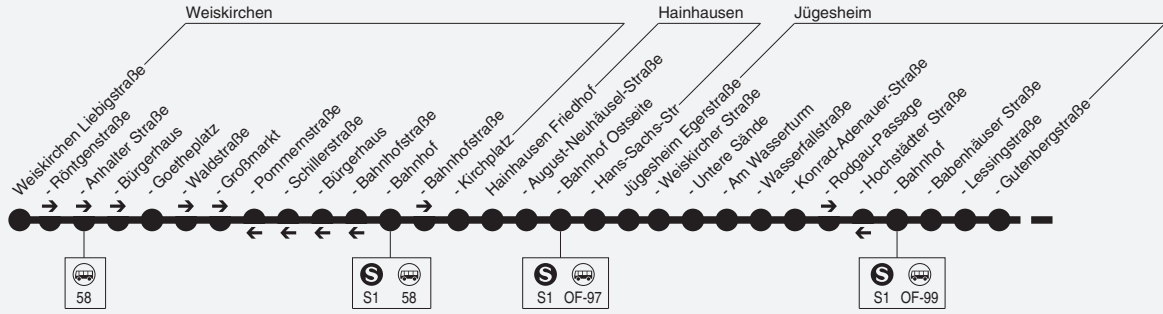 Weiskirchen
Hainhausen
Jügesheim
Weiskirchen Liebigstraße
- Röntgenstraße
- Anhalter Straße
- Bürgerhaus
- Goetheplatz
- Waldstraße
- Großmarkt
- Pommernstraße
- Schillerstraße
- Bürgerhaus
- Bahnhofstraße
- Bahnhof
- Bahnhofstraße
- Kirchplatz
Hainhausen Friedhof
- August-Neuhäusel-Straße
- Bahnhof Ostseite
- Hans-Sachs-Str
Jügesheim Egerstraße
- Weiskircher Straße
- Untere Sände
- Am Wasserturm
- Wasserfallstraße
- Konrad-Adenauer-Straße
- Rodgau-Passage
- Hochstädter Straße
- Bahnhof
- Babenhäuser Straße
- Lessingstraße
- Gutenbergstraße
58
S
S1 58
S
S1 OF-97
S
S1 OF-99